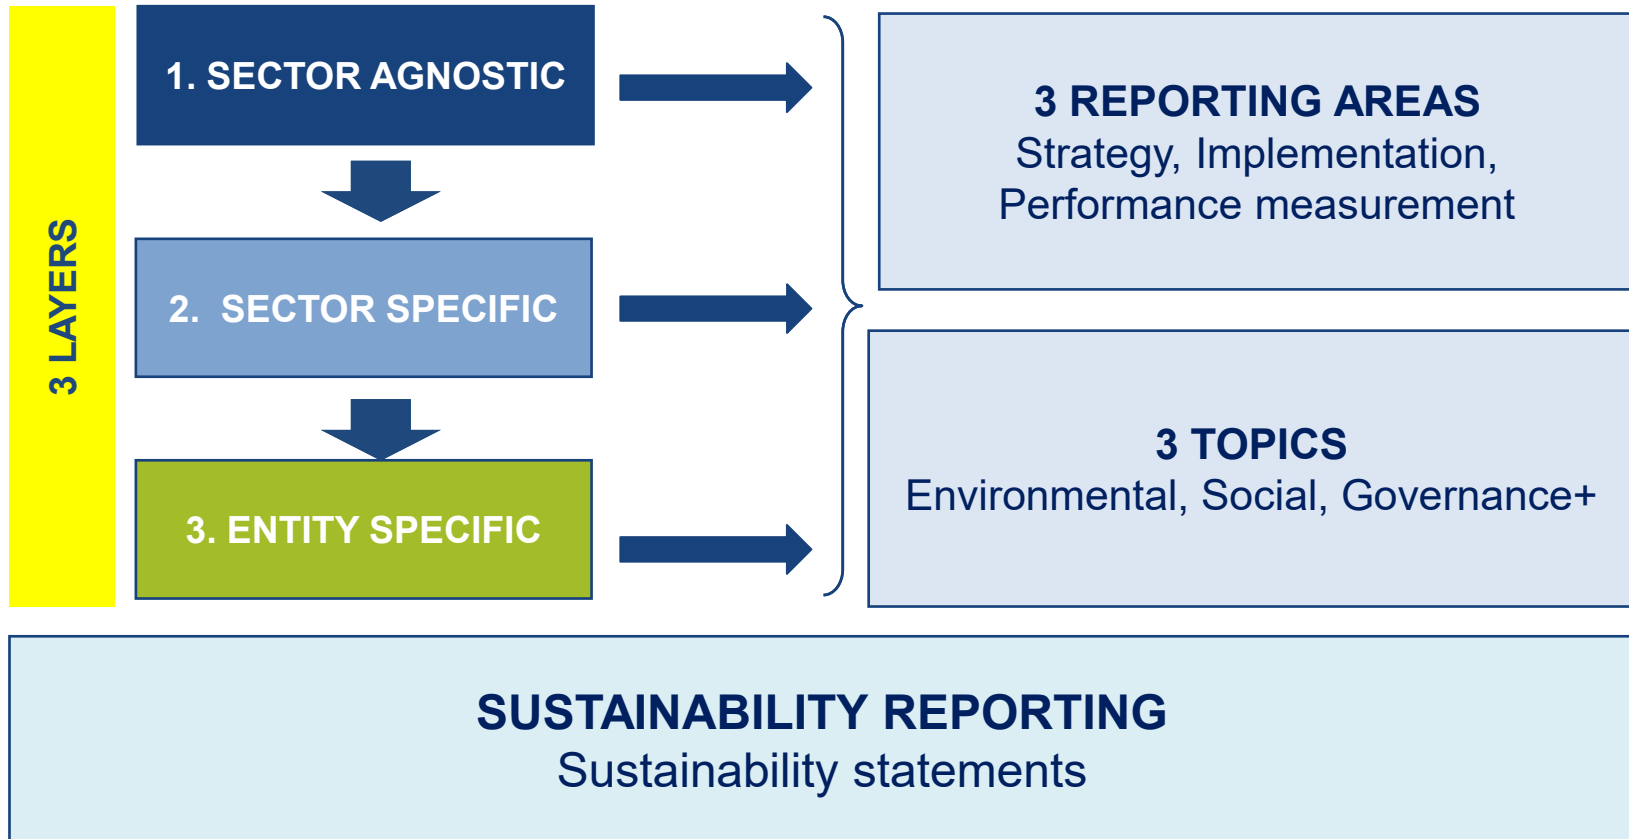 3 LAYERS
1. SECTOR AGNOSTIC
2. SECTOR SPECIFIC
3. ENTITY SPECIFIC
3 REPORTING AREAS
Strategy, Implementation,
Performance measurement
3 TOPICS
Environmental, Social, Governance+
SUSTAINABILITY REPORTING
Sustainability statements